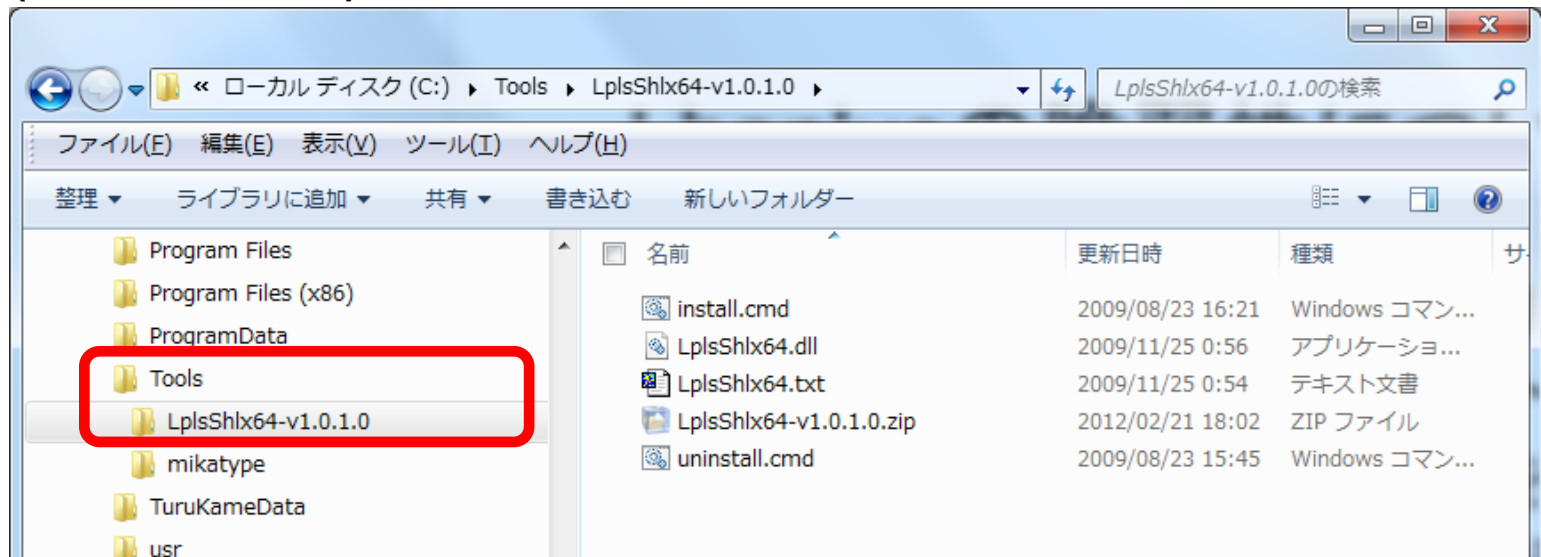 « ローカル ディスク (C:) ▸ Tools ▸ LplsShlx64-v1.0.1.0 ▸
LplsShlx64-v1.0.1.0の検索
ファイル(F) 編集(E) 表示(V) ツール(T) ヘルプ(H)
整理 ▼ ライブラリに追加 ▼ 共有 ▼ 書き込む 新しいフォルダー
Program Files
Program Files (x86)
ProgramData
Tools
LplsShlx64-v1.0.1.0
mikatype
TuruKameData
usr
名前 更新日時 種類 サ
install.cmd 2009/08/23 16:21 Windows コマン...
LplsShlx64.dll 2009/11/25 0:56 アプリケーショ...
LplsShlx64.txt 2009/11/25 0:54 テキスト文書
LplsShlx64-v1.0.1.0.zip 2012/02/21 18:02 ZIP ファイル
uninstall.cmd 2009/08/23 15:45 Windows コマン...